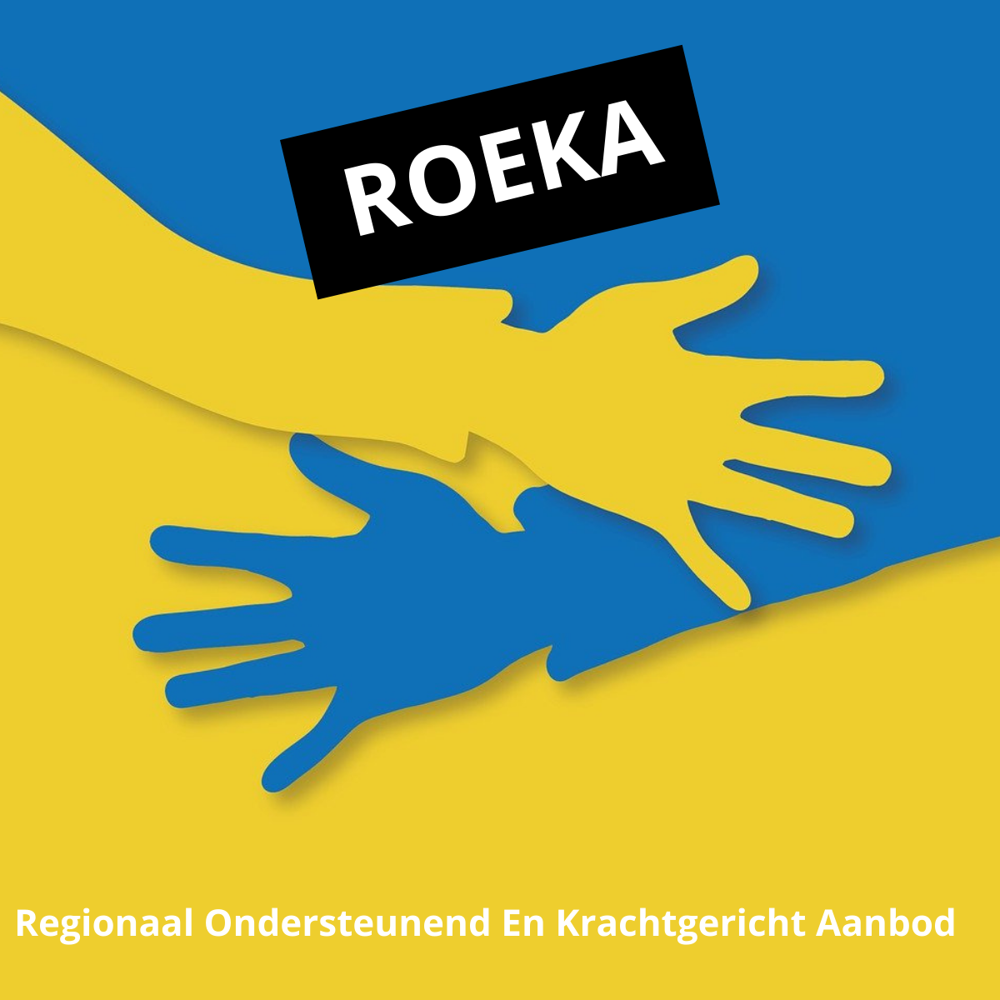 ROEKA
Regionaal Ondersteunend En Krachtgericht Aanbod